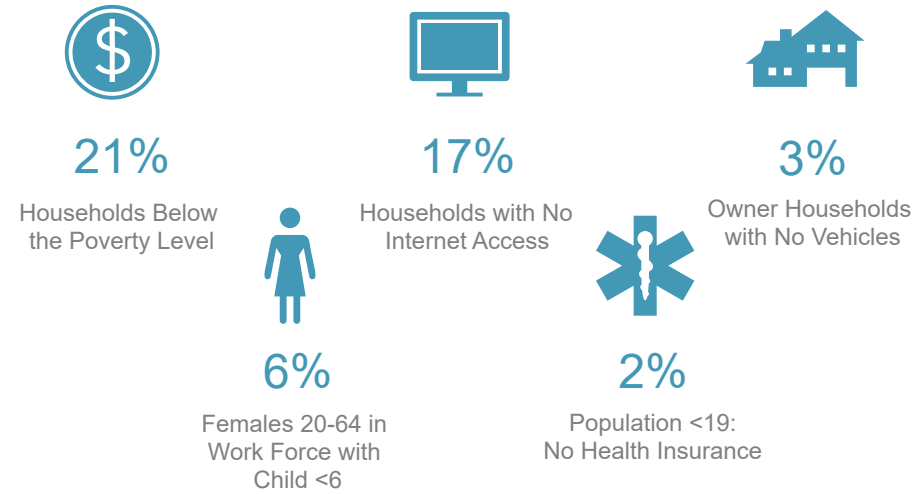 $
21%
Households Below
the Poverty Level
17%
Households with No
Internet Access
3%
Owner Households
with No Vehicles
6%
Females 20-64 in
Work Force with
Child <6
2%
Population <19:
No Health Insurance